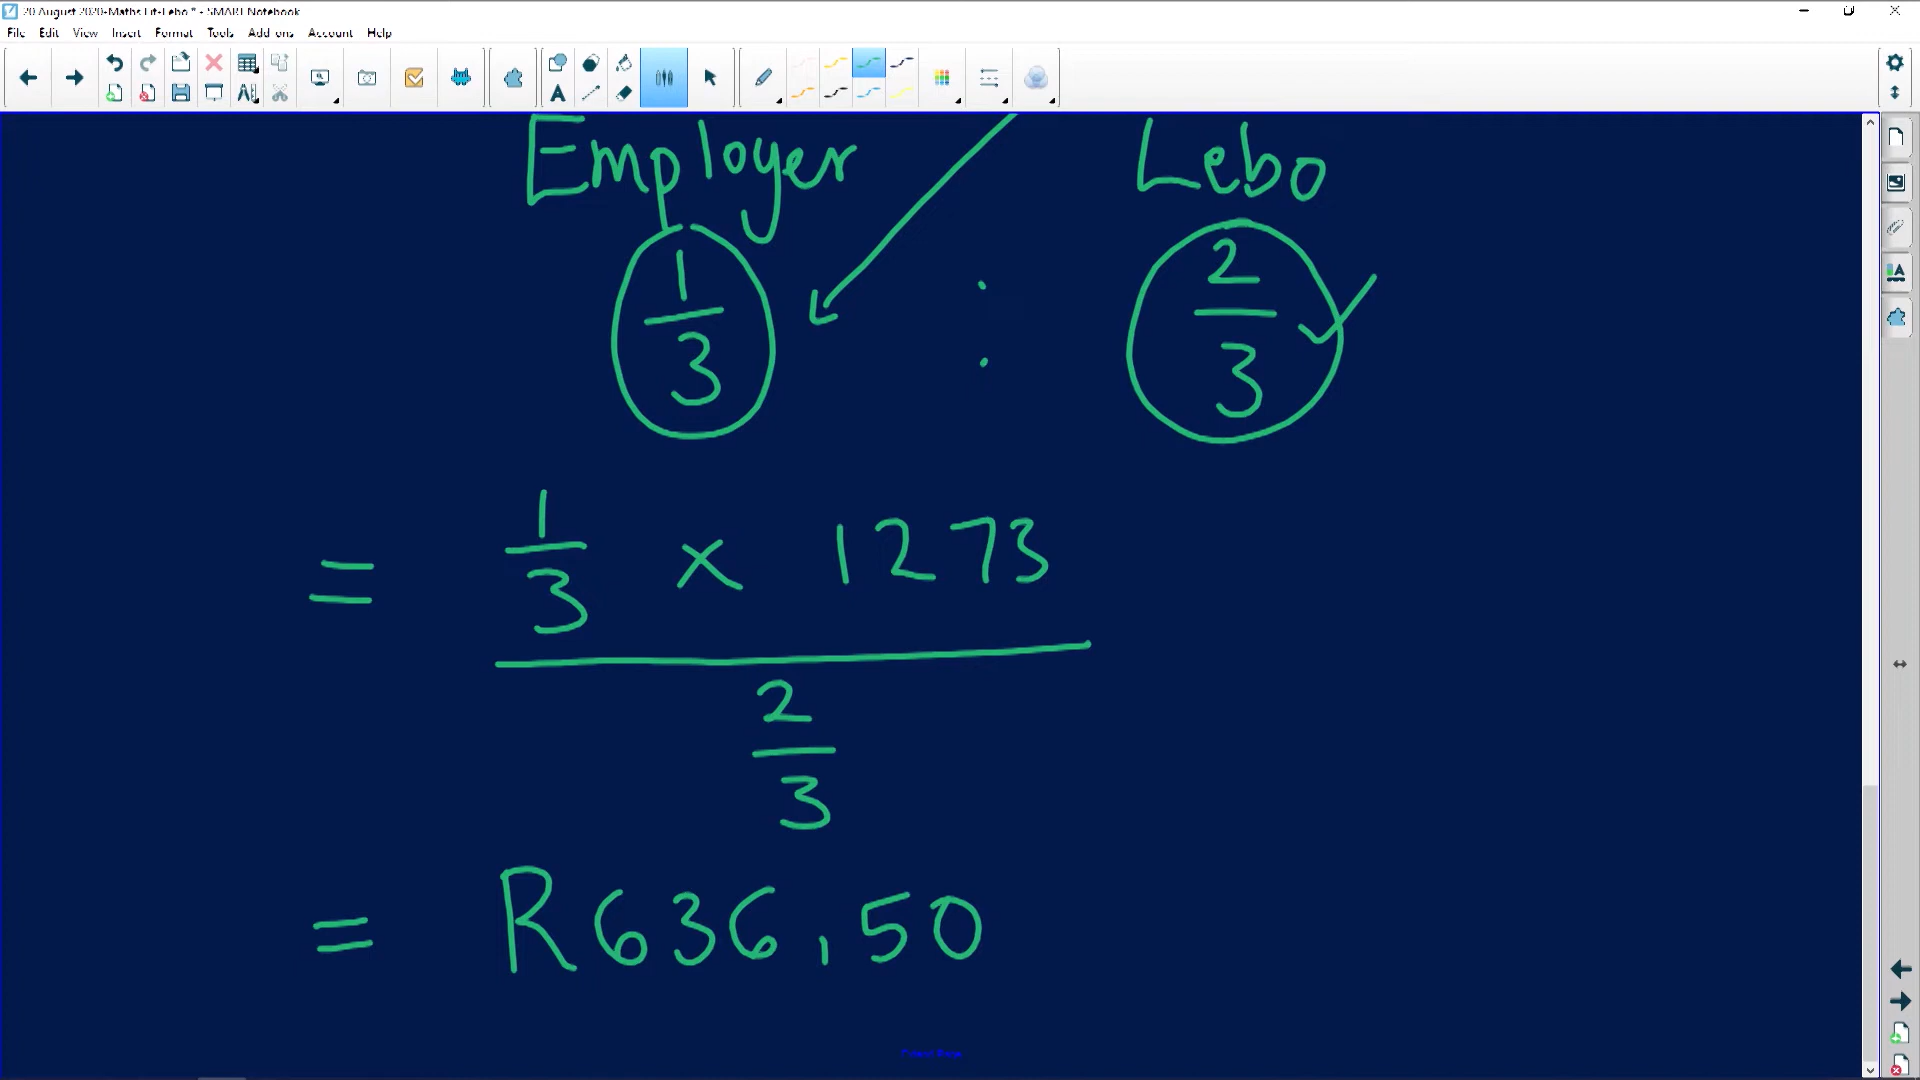 20 August 2020+Maths Lit+Lebo * - SMART Notebook
File Edit View Insert Format Tools Add-ons Account Help
Employer Lebo
1/3 : 2/3 ✓
= 1/3 × 1273
2/3
= R636,50